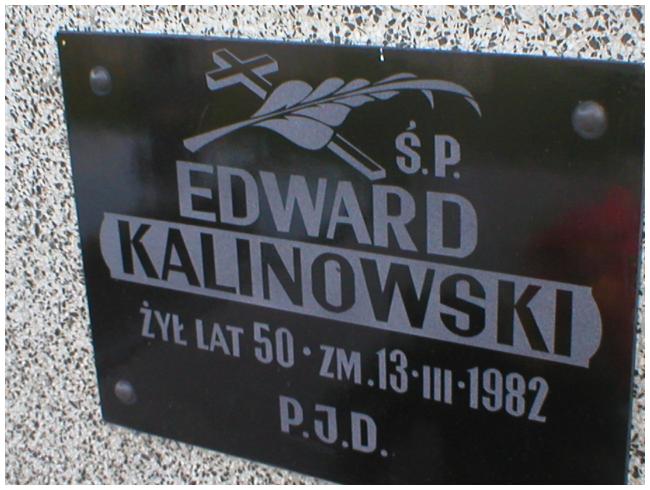 Ś.P.
EDWARD
KALINOWSKI
ŻYŁ LAT 50 · ZM. 13 · III · 1982
P.J.D.